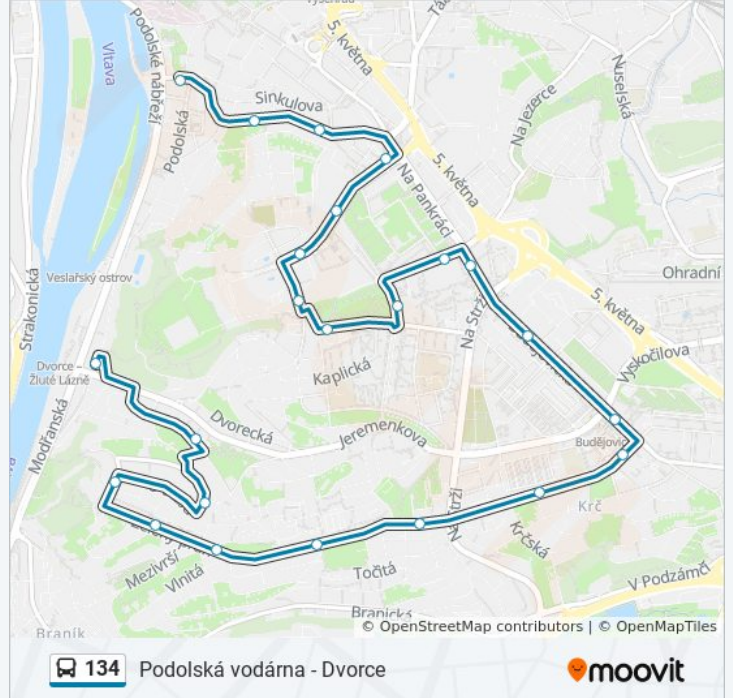 Vltava
Podolské nábřeží
Podolská
Sinkulova
5. května
Nuselská
Na Jezerce
5. května
Na Pankráci
Ohradní
5. května
Veslařský ostrov
Strakonická
Na Strži
Vyskočilova
Dvorce –
Žluté Lázně
Kaplická
Modřanská
Dvorecká
Jeremenkova
Krč
Krčská
Mezivrší
Vlnitá
Točitá
V Podzámčí
Branická
Braník
© OpenStreetMap contributors | © OpenMapTiles
134 Podolská vodárna - Dvorce
moovit